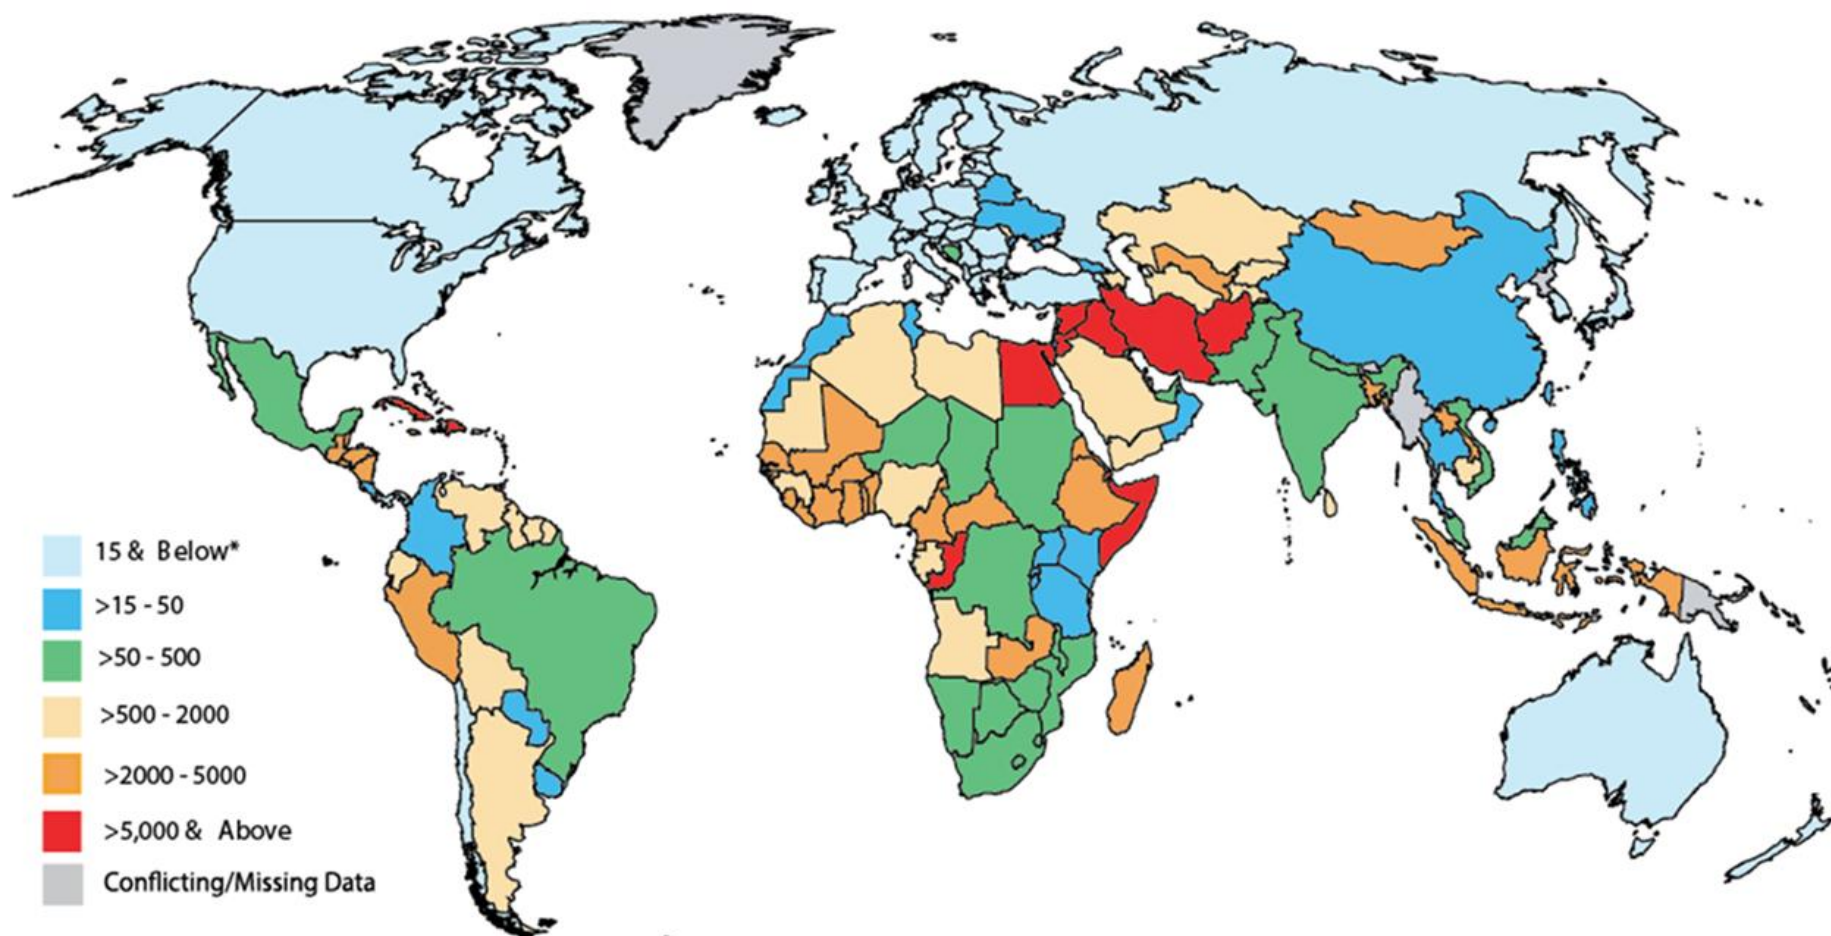 15 & Below*
>15 - 50
>50 - 500
>500 - 2000
>2000 - 5000
>5,000 & Above
Conflicting/Missing Data